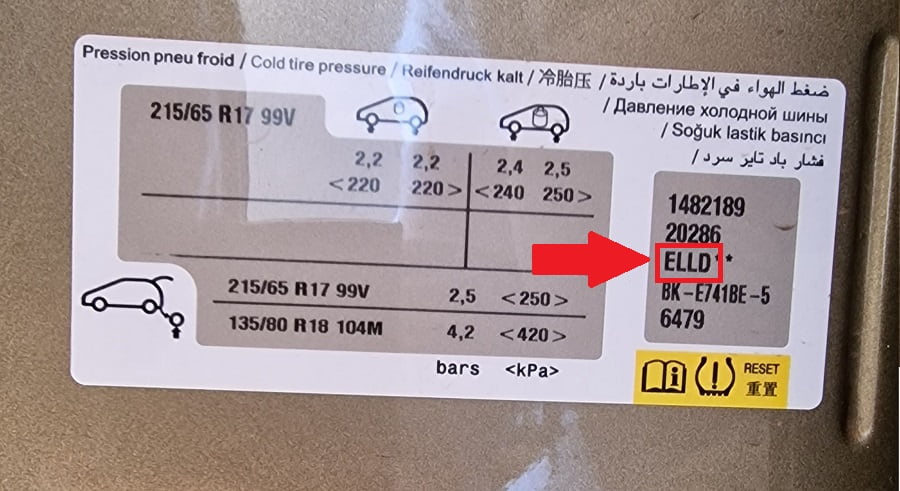 Pression pneu froid / Cold tire pressure / Reifendruck kalt / 冷胎压 / ضغط الهواء في الإطارات باردة
/ Давление холодной шины
/ Soğuk lastik basıncı
/ فشار باد تایر سرد
215/65 R17 99V
2,2 2,2 2,4 2,5
<220 220> <240 250>
215/65 R17 99V 2,5 <250>
135/80 R18 104M 4,2 <420>
bars <kPa>
1482189
20286
ELLD **
BK-E741BE-5
6479
RESET
重置